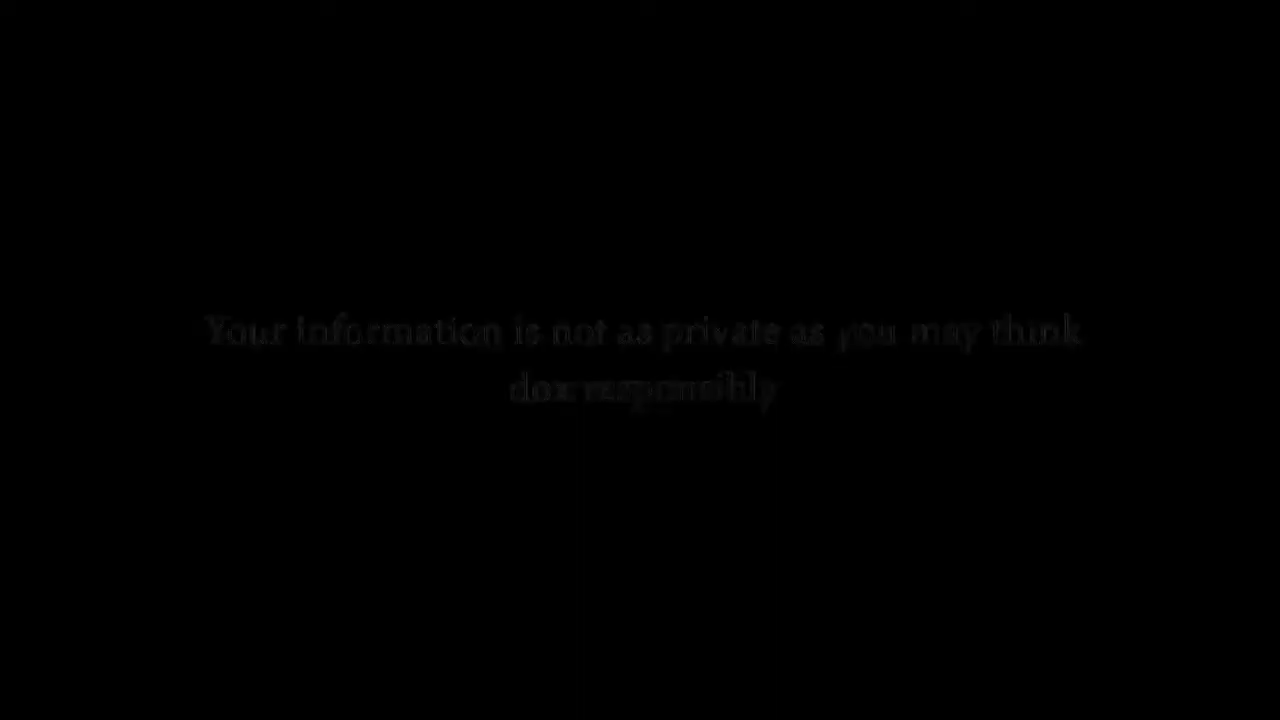 Your information is not as private as you may think
dox responsibly